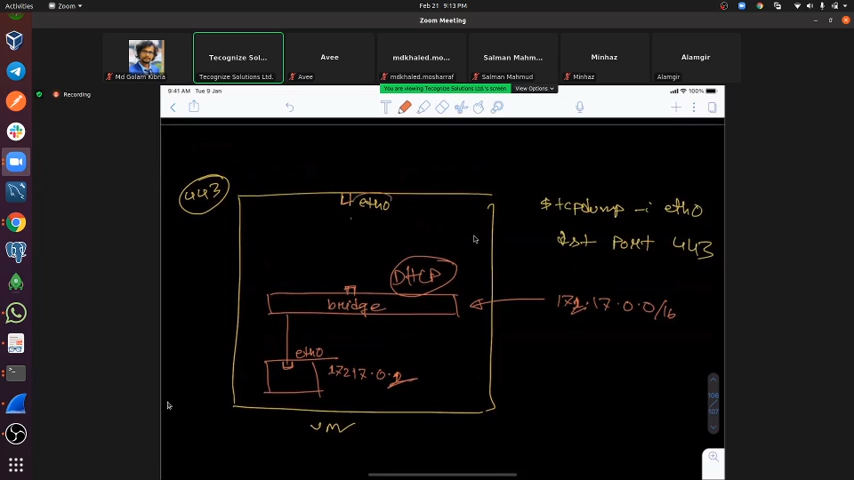 Activities
Zoom
Feb 21 9:13 PM
Zoom Meeting
Tecognize Sol...
Avee
mdkhaled.mo...
Salman Mahm...
Minhaz
Alamgir
Md Golam Kibria
Tecognize Solutions Ltd.
Avee
mdkhaled.mosharraf
Salman Mahmud
Minhaz
Alamgir
Recording
9:41 AM Tue 9 Jan
You are viewing Tecognize Solutions Ltd.'s screen
View Options
100%
443
eth0
$ tcpdump -i eth0
dst port 443
DHCP
bridge
172.17.0.0/16
eth0
172.17.0.2
VM
106
107